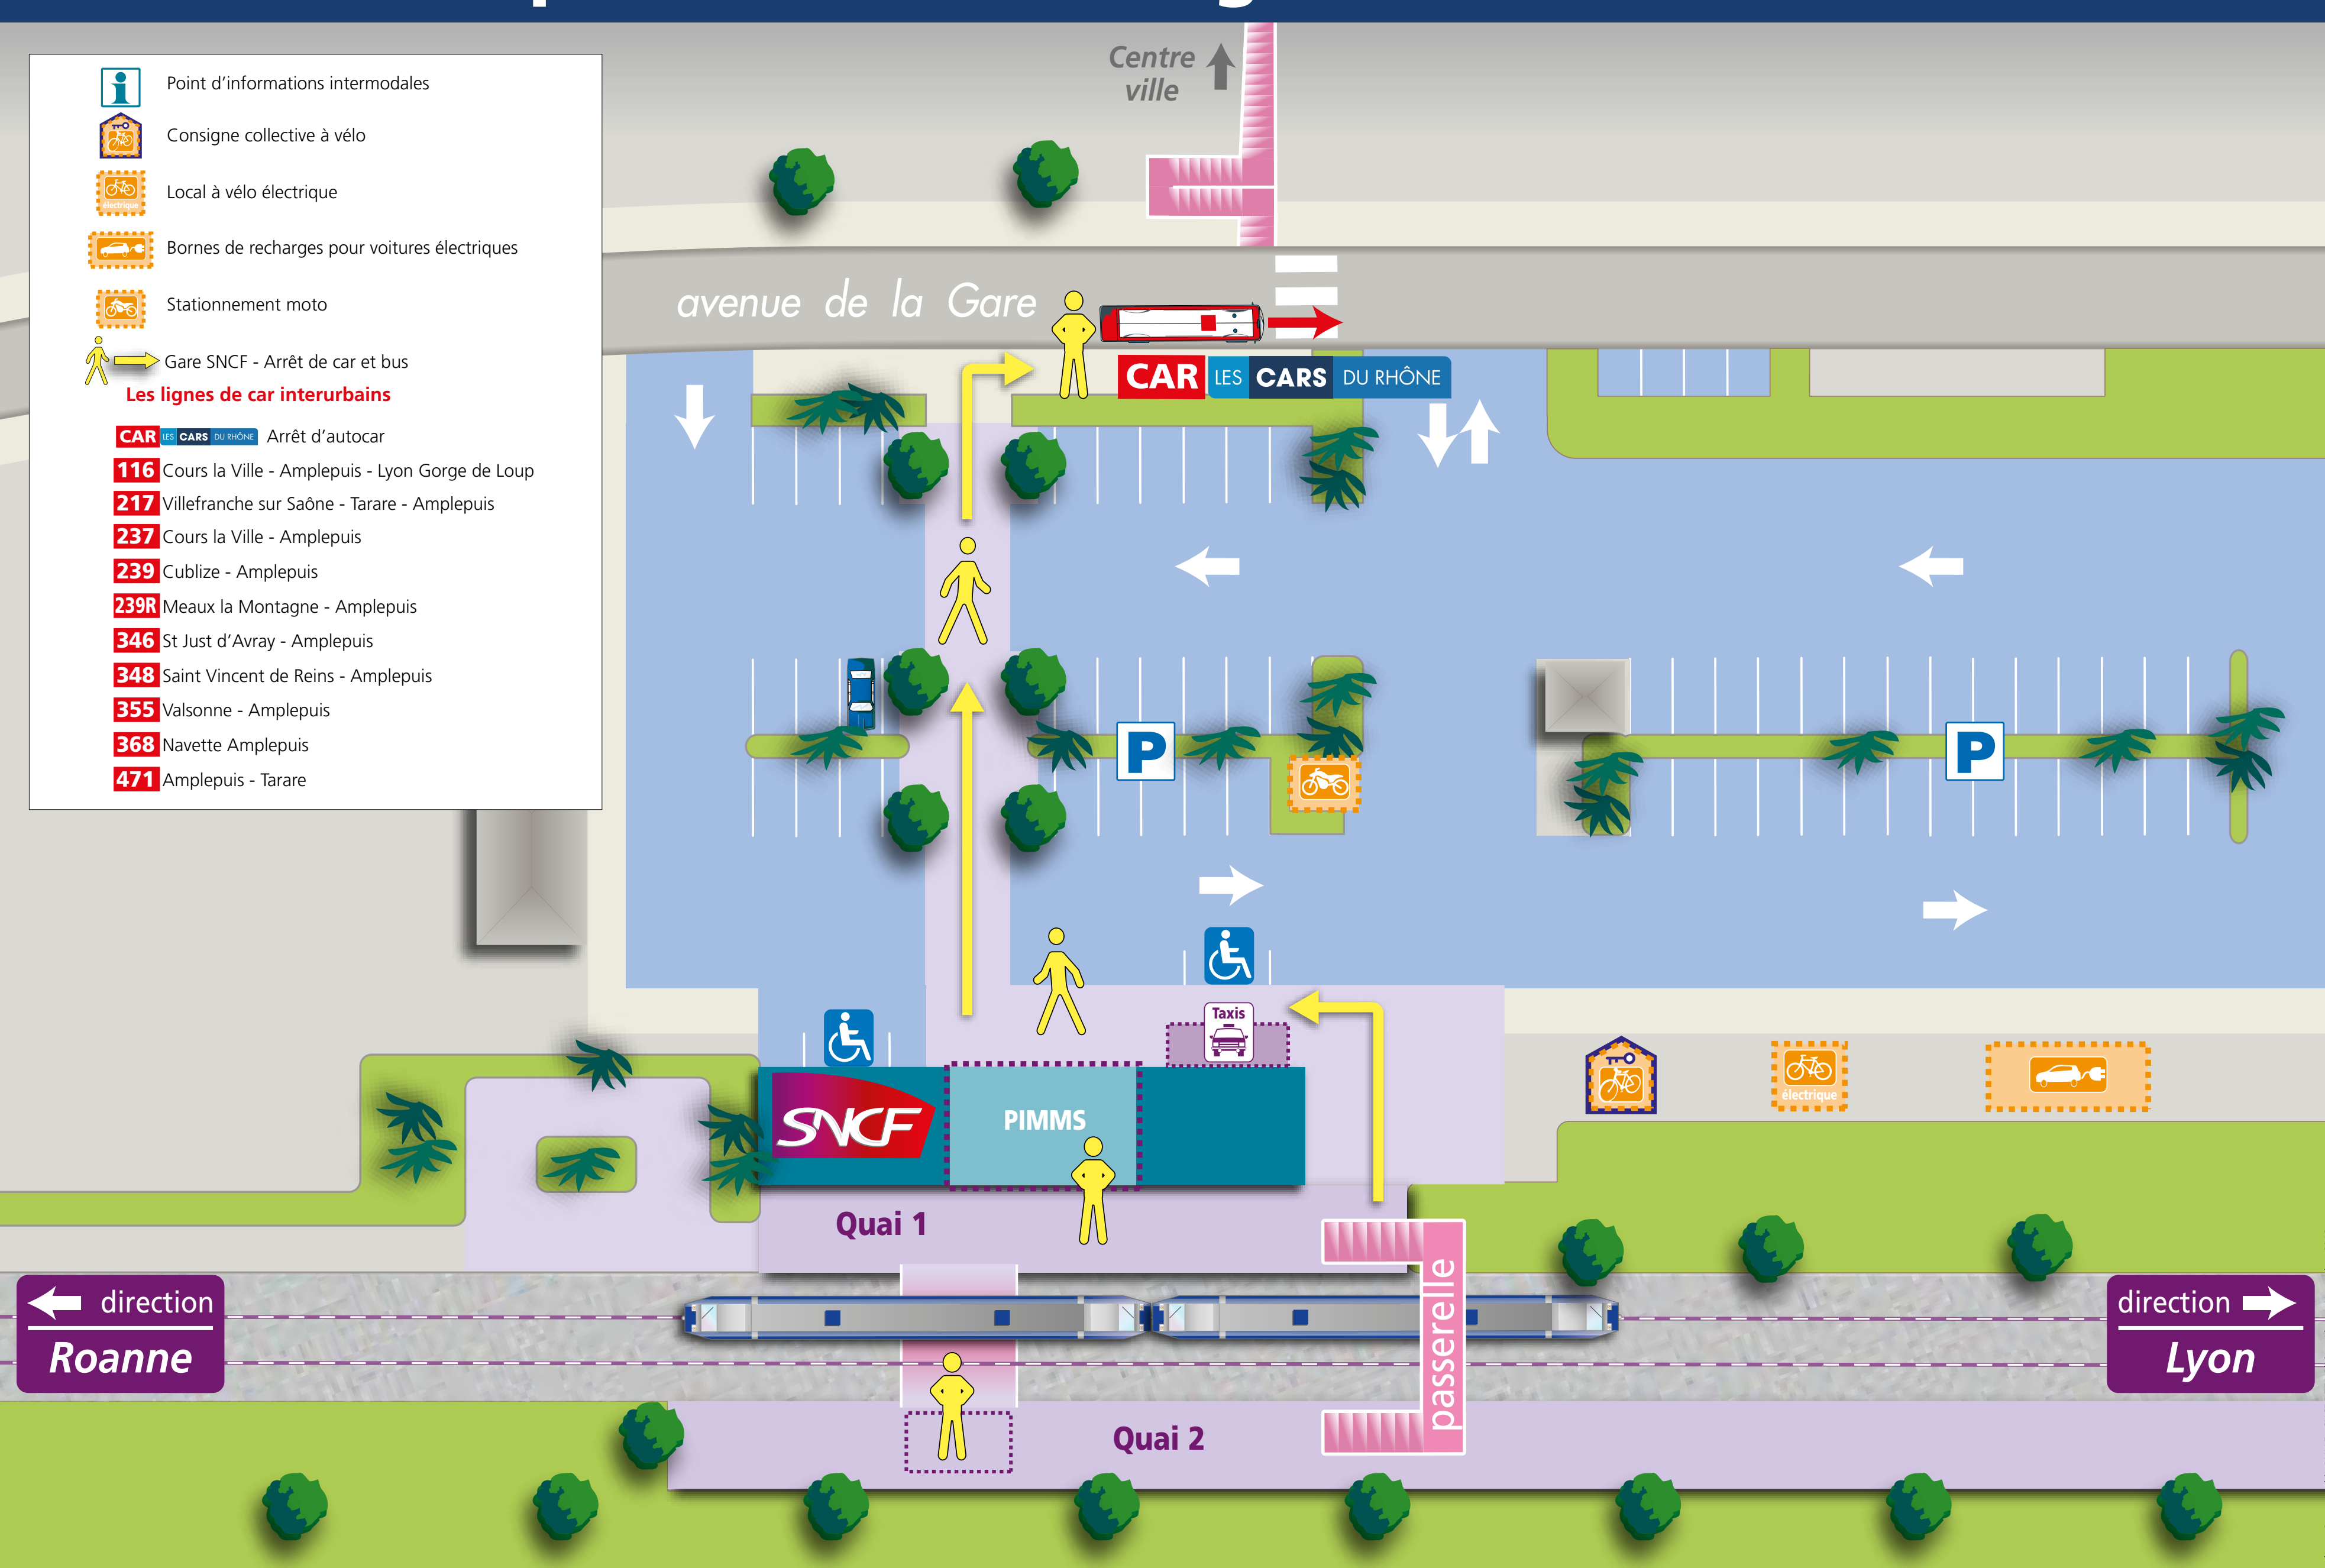 Point d'informations intermodales
Consigne collective à vélo
électrique
Local à vélo électrique
Bornes de recharges pour voitures électriques
Stationnement moto
Gare SNCF - Arrêt de car et bus
Les lignes de car interurbains
CAR LES CARS DU RHÔNE Arrêt d'autocar
116 Cours la Ville - Amplepuis - Lyon Gorge de Loup
217 Villefranche sur Saône - Tarare - Amplepuis
237 Cours la Ville - Amplepuis
239 Cublize - Amplepuis
239R Meaux la Montagne - Amplepuis
346 St Just d'Avray - Amplepuis
348 Saint Vincent de Reins - Amplepuis
355 Valsonne - Amplepuis
368 Navette Amplepuis
471 Amplepuis - Tarare
Centre
ville
avenue de la Gare
CAR LES CARS DU RHÔNE
P
P
Taxis
électrique
SNCF
PIMMS
Quai 1
passerelle
direction
Roanne
direction
Lyon
Quai 2